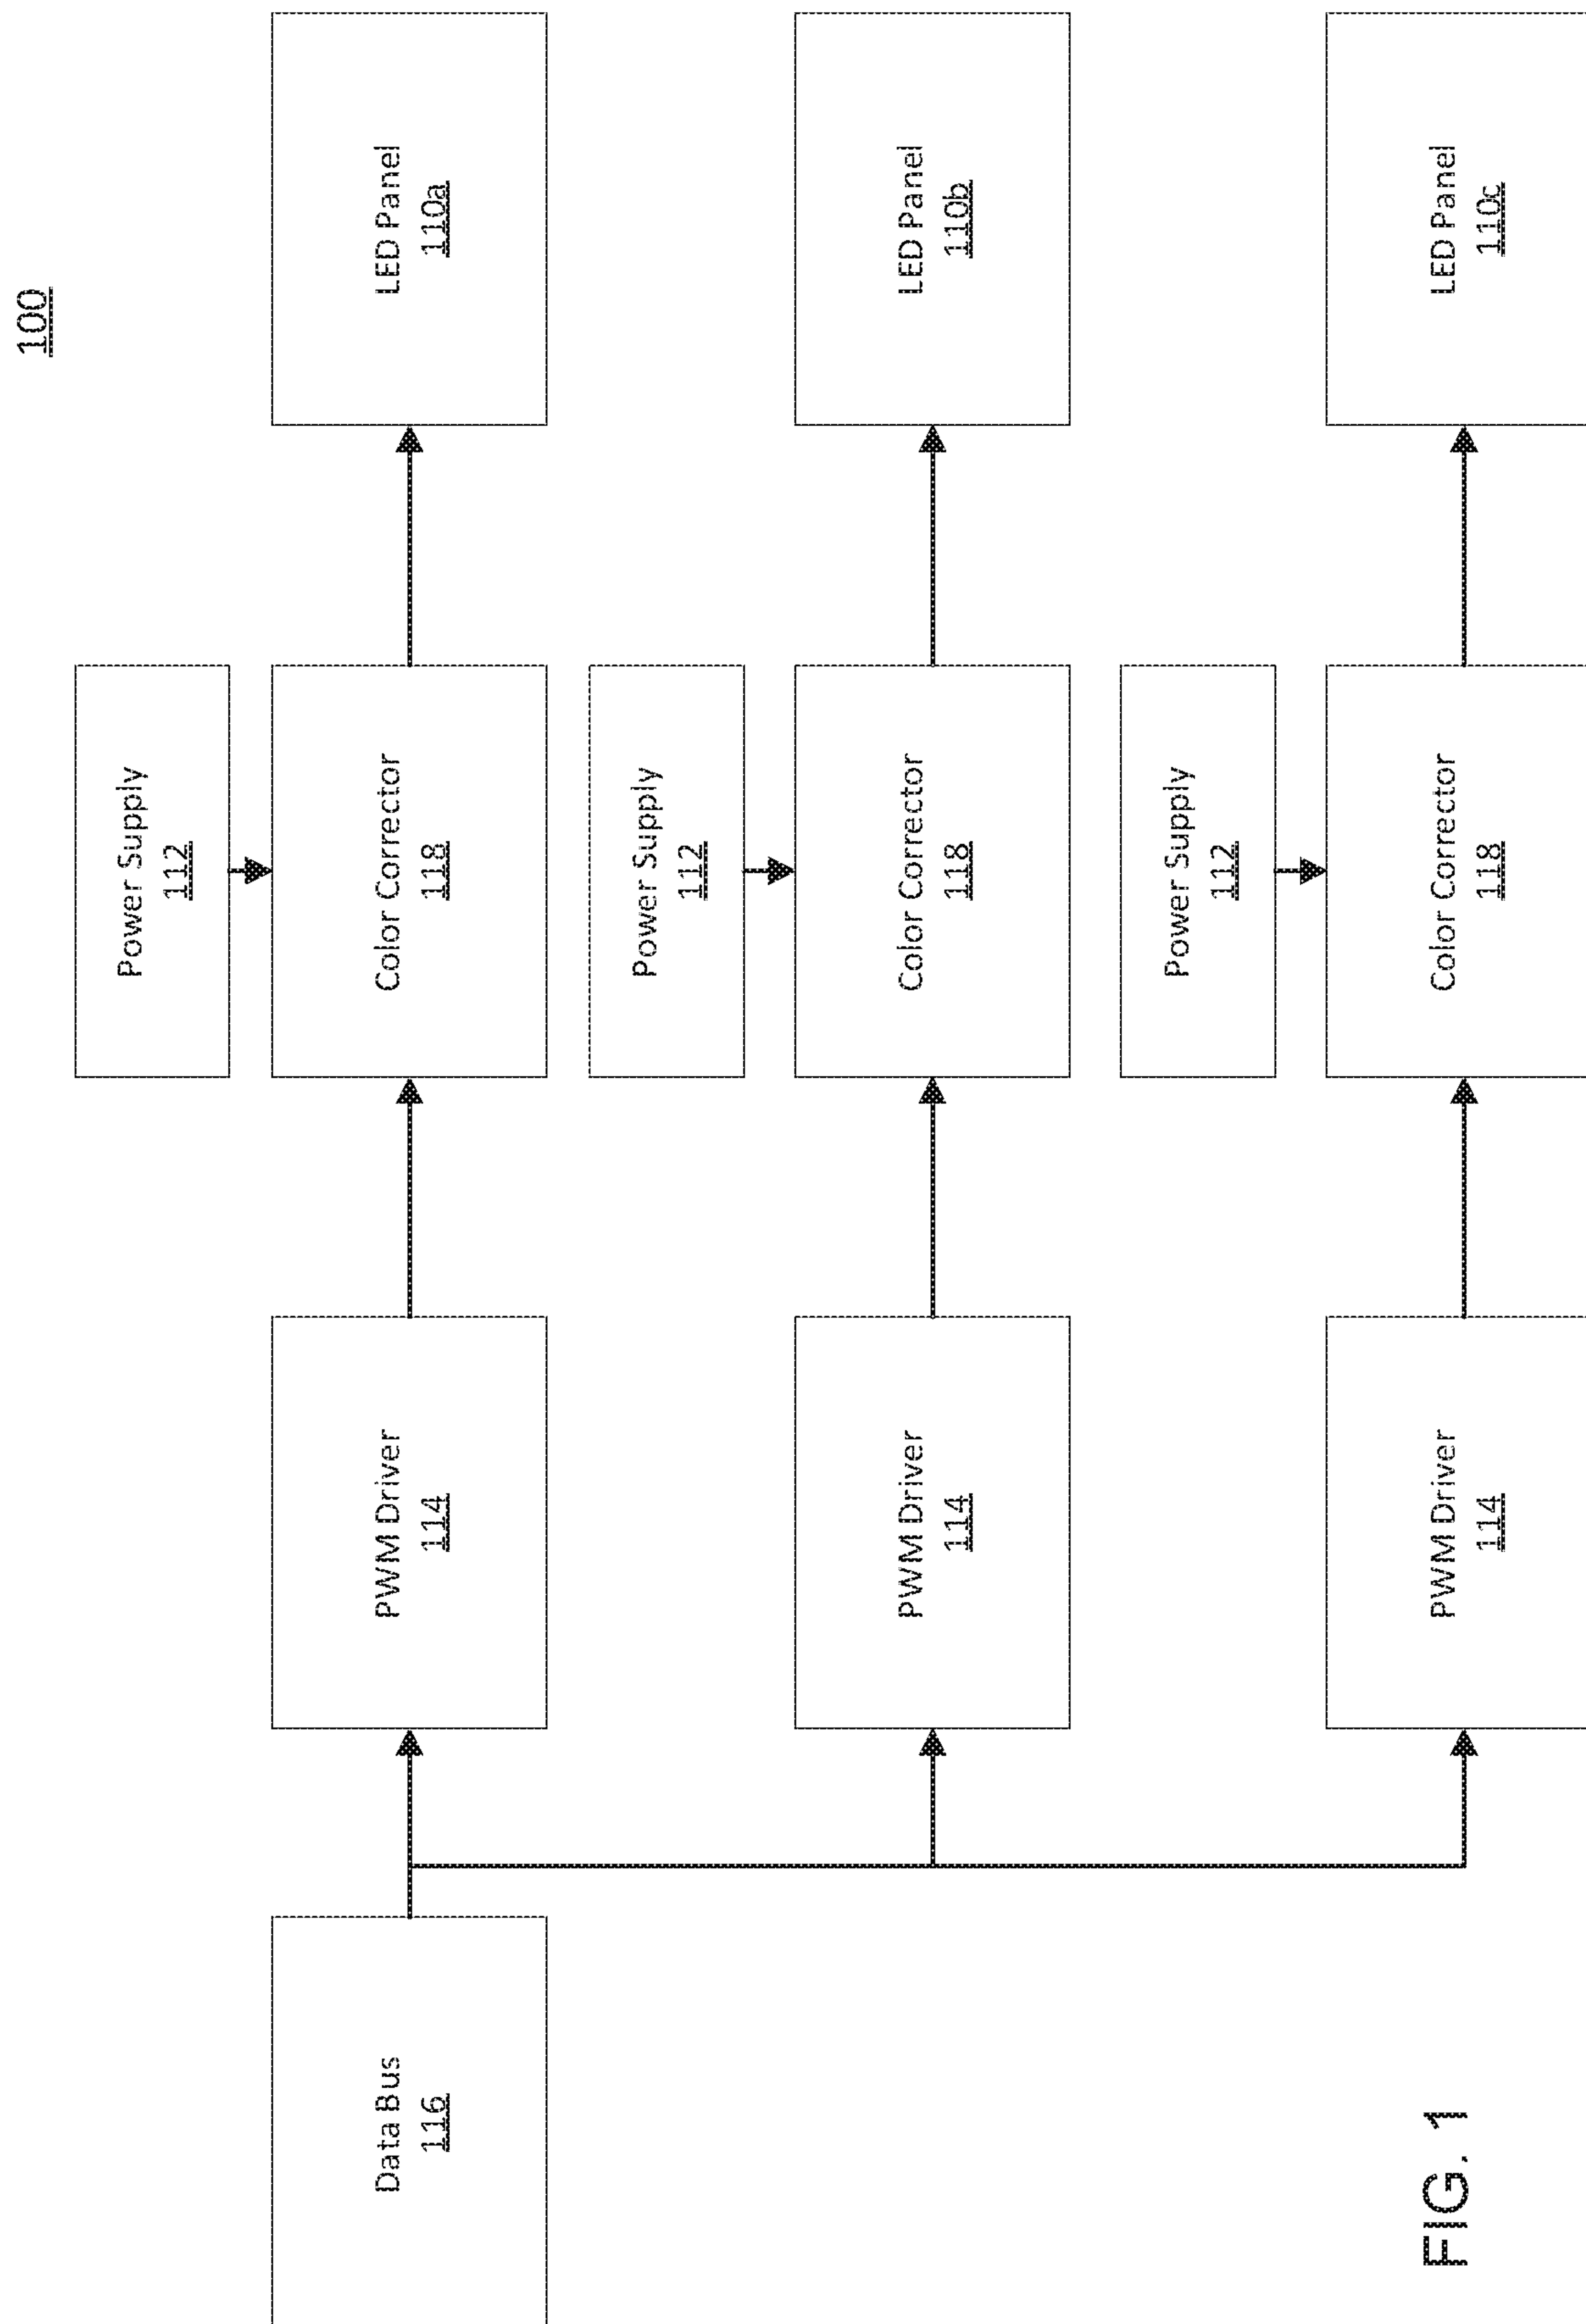 100
Power Supply
112
Data Bus
116
PWM Driver
114
Color Corrector
118
LED Panel
110a
Power Supply
112
PWM Driver
114
Color Corrector
118
LED Panel
110b
Power Supply
112
PWM Driver
114
Color Corrector
118
LED Panel
110c
FIG. 1